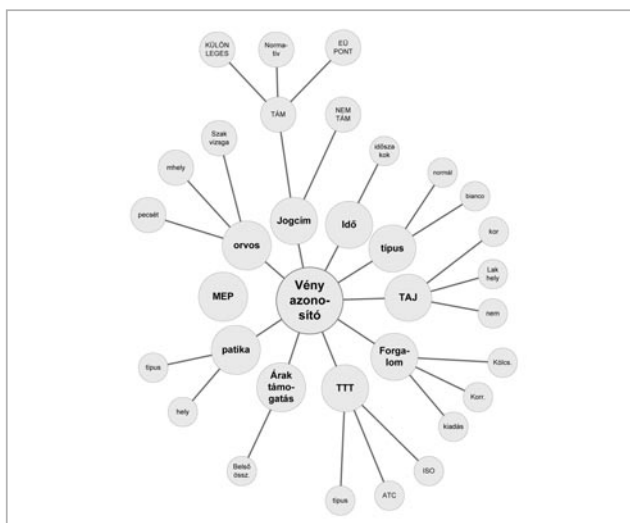 KÜLÖN
LEGES
Norma-
tív
EÜ
PONT
TÁM
NEM
TÁM
Szak
vizsga
idősza
kok
mhely
normál
bianco
pecsét
orvos
Jogcím
Idő
típus
kor
MEP
Vény
azono-
sító
TAJ
Lak
hely
nem
patika
Árak
támo-
gatás
TTT
Forga-
lom
Kölcs.
Korr.
kiadás
típus
hely
Belső
össz.
típus
ATC
ISO